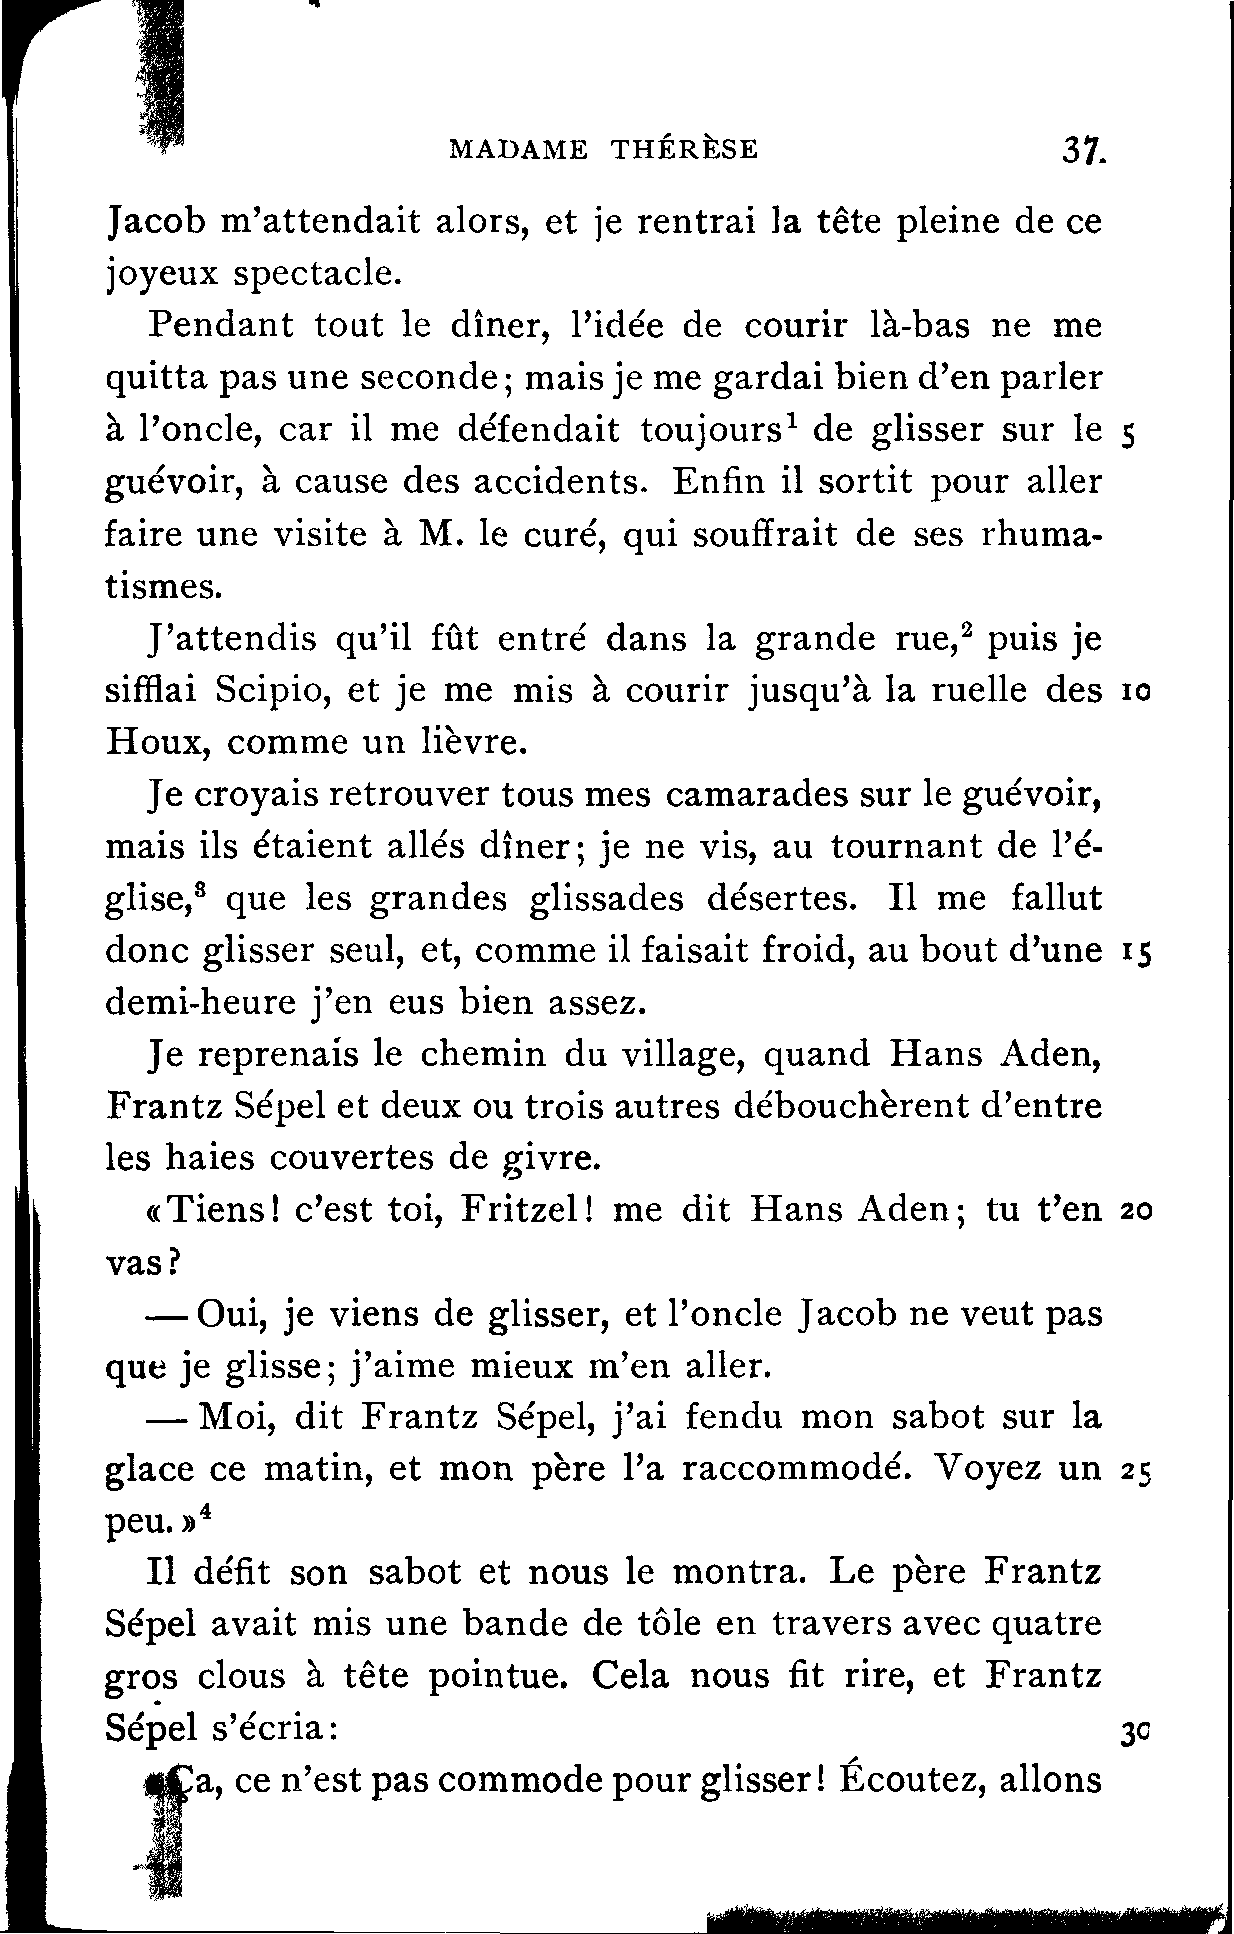 MADAME THÉRÈSE 37.
Jacob m'attendait alors, et je rentrai la tête pleine de ce
joyeux spectacle.
Pendant tout le dîner, l'idée de courir là-bas ne me
quitta pas une seconde; mais je me gardai bien d'en parler
à l'oncle, car il me défendait toujours¹ de glisser sur le 5
guévoir, à cause des accidents. Enfin il sortit pour aller
faire une visite à M. le curé, qui souffrait de ses rhuma-
tismes.
J'attendis qu'il fût entré dans la grande rue,² puis je
sifflai Scipio, et je me mis à courir jusqu'à la ruelle des 10
Houx, comme un lièvre.
Je croyais retrouver tous mes camarades sur le guévoir,
mais ils étaient allés dîner; je ne vis, au tournant de l'é-
glise,³ que les grandes glissades désertes. Il me fallut
donc glisser seul, et, comme il faisait froid, au bout d'une 15
demi-heure j'en eus bien assez.
Je reprenais le chemin du village, quand Hans Aden,
Frantz Sépel et deux ou trois autres débouchèrent d'entre
les haies couvertes de givre.
«Tiens! c'est toi, Fritzel! me dit Hans Aden; tu t'en 20
vas?
— Oui, je viens de glisser, et l'oncle Jacob ne veut pas
que je glisse; j'aime mieux m'en aller.
— Moi, dit Frantz Sépel, j'ai fendu mon sabot sur la
glace ce matin, et mon père l'a raccommodé. Voyez un 25
peu.»⁴
Il défit son sabot et nous le montra. Le père Frantz
Sépel avait mis une bande de tôle en travers avec quatre
gros clous à tête pointue. Cela nous fit rire, et Frantz
Sépel s'écria: 30
«Ça, ce n'est pas commode pour glisser! Écoutez, allons